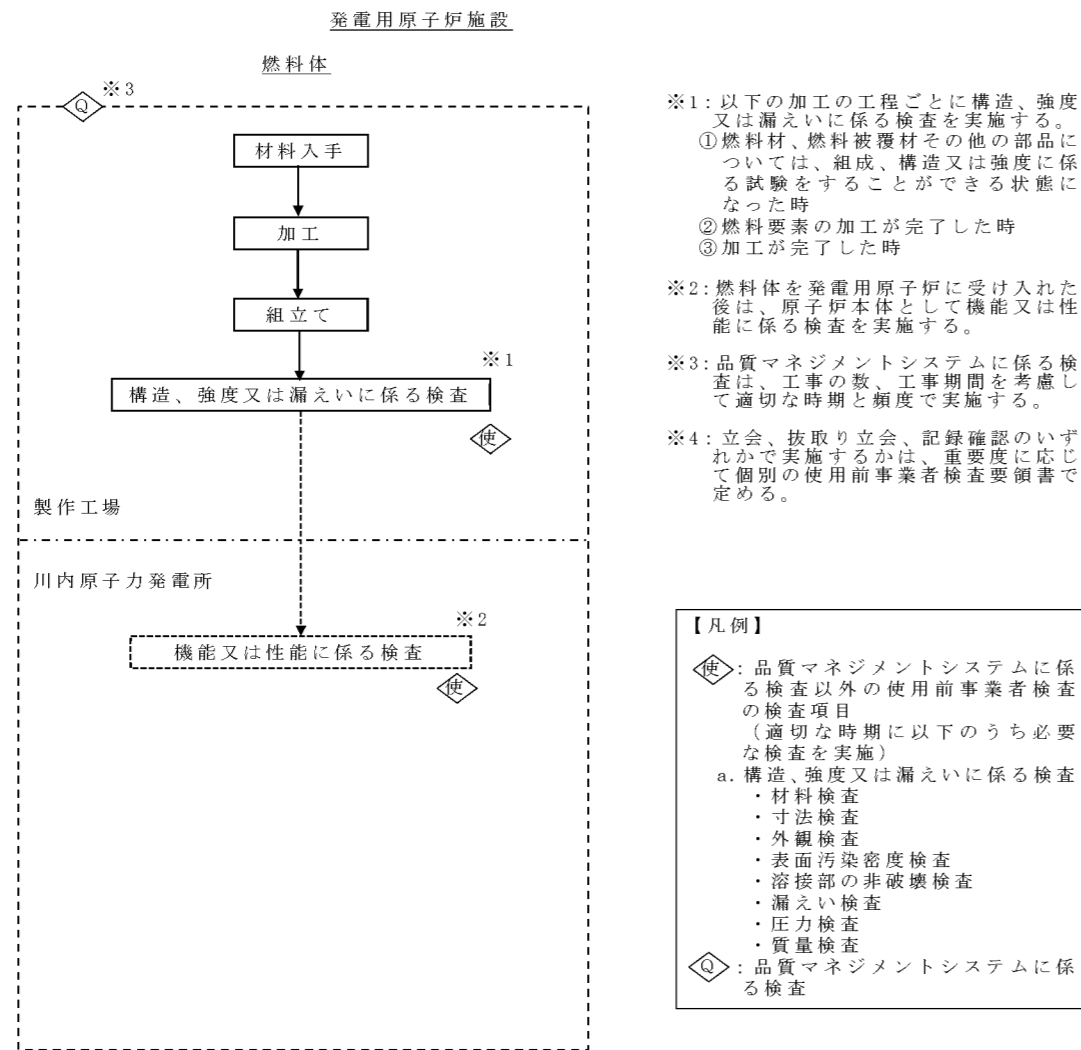 発電用原子炉施設
燃料体
Q
※3
材料入手
加工
組立て
※1
構造、強度又は漏えいに係る検査
使
製作工場
川内原子力発電所
※2
機能又は性能に係る検査
使
※1:以下の加工の工程ごとに構造、強度
又は漏えいに係る検査を実施する。
①燃料材、燃料被覆材その他の部品に
ついては、組成、構造又は強度に係
る試験をすることができる状態に
なった時
②燃料要素の加工が完了した時
③加工が完了した時
※2:燃料体を発電用原子炉に受け入れた
後は、原子炉本体として機能又は性
能に係る検査を実施する。
※3:品質マネジメントシステムに係る検
査は、工事の数、工事期間を考慮し
て適切な時期と頻度で実施する。
※4:立会、抜取り立会、記録確認のいず
れかで実施するかは、重要度に応じ
て個別の使用前事業者検査要領書で
定める。
【凡例】
使:品質マネジメントシステムに係
る検査以外の使用前事業者検査
の検査項目
(適切な時期に以下のうち必要
な検査を実施)
a.構造、強度又は漏えいに係る検査
・材料検査
・寸法検査
・外観検査
・表面汚染密度検査
・溶接部の非破壊検査
・漏えい検査
・圧力検査
・質量検査
Q:品質マネジメントシステムに係
る検査